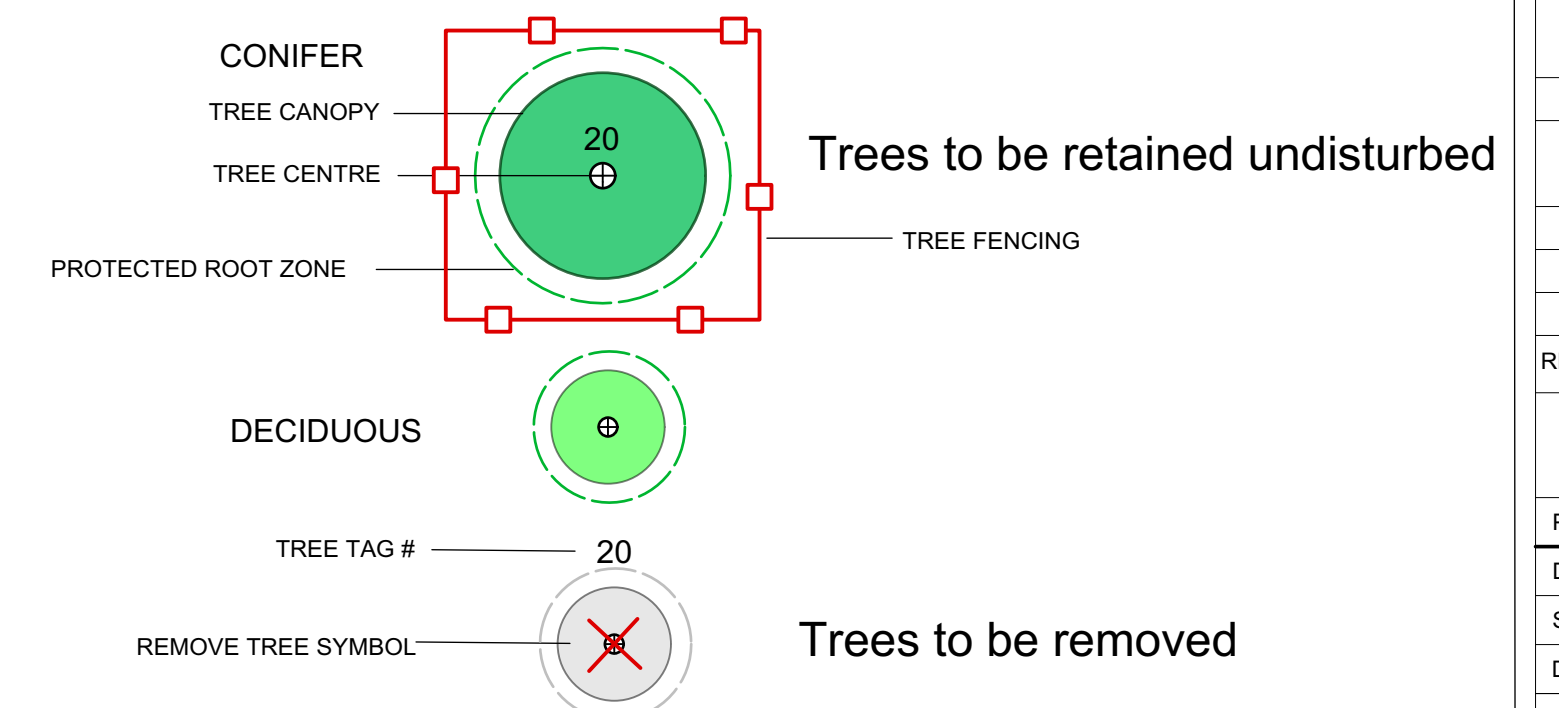 CONIFER
TREE CANOPY
20
TREE CENTRE
Trees to be retained undisturbed
TREE FENCING
PROTECTED ROOT ZONE
DECIDUOUS
TREE TAG #
20
REMOVE TREE SYMBOL
Trees to be removed